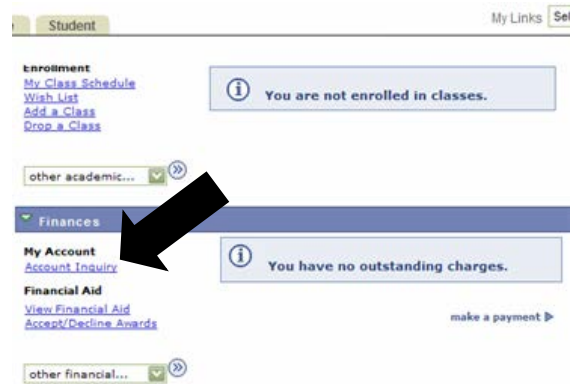 My Links Sel
Student
Enrollment
My Class Schedule
Wish List
Add a Class
Drop a Class
You are not enrolled in classes.
other academic...
Finances
My Account
Account Inquiry
You have no outstanding charges.
Financial Aid
View Financial Aid
Accept/Decline Awards
make a payment
other financial...